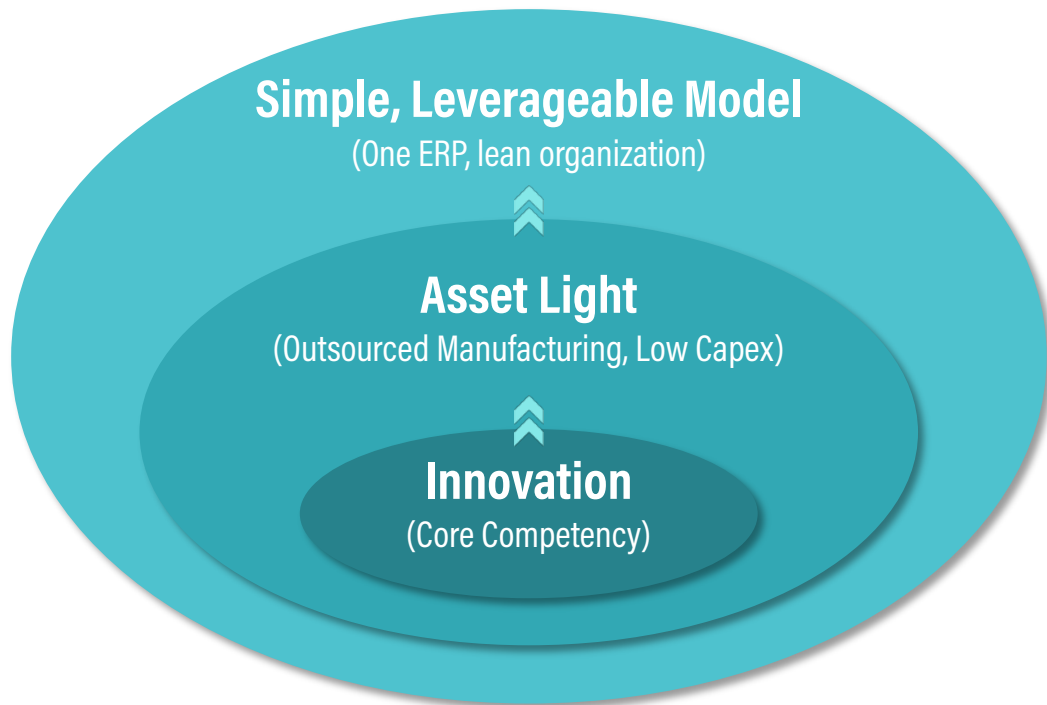 Simple, Leverageable Model
(One ERP, lean organization)
Asset Light
(Outsourced Manufacturing, Low Capex)
Innovation
(Core Competency)